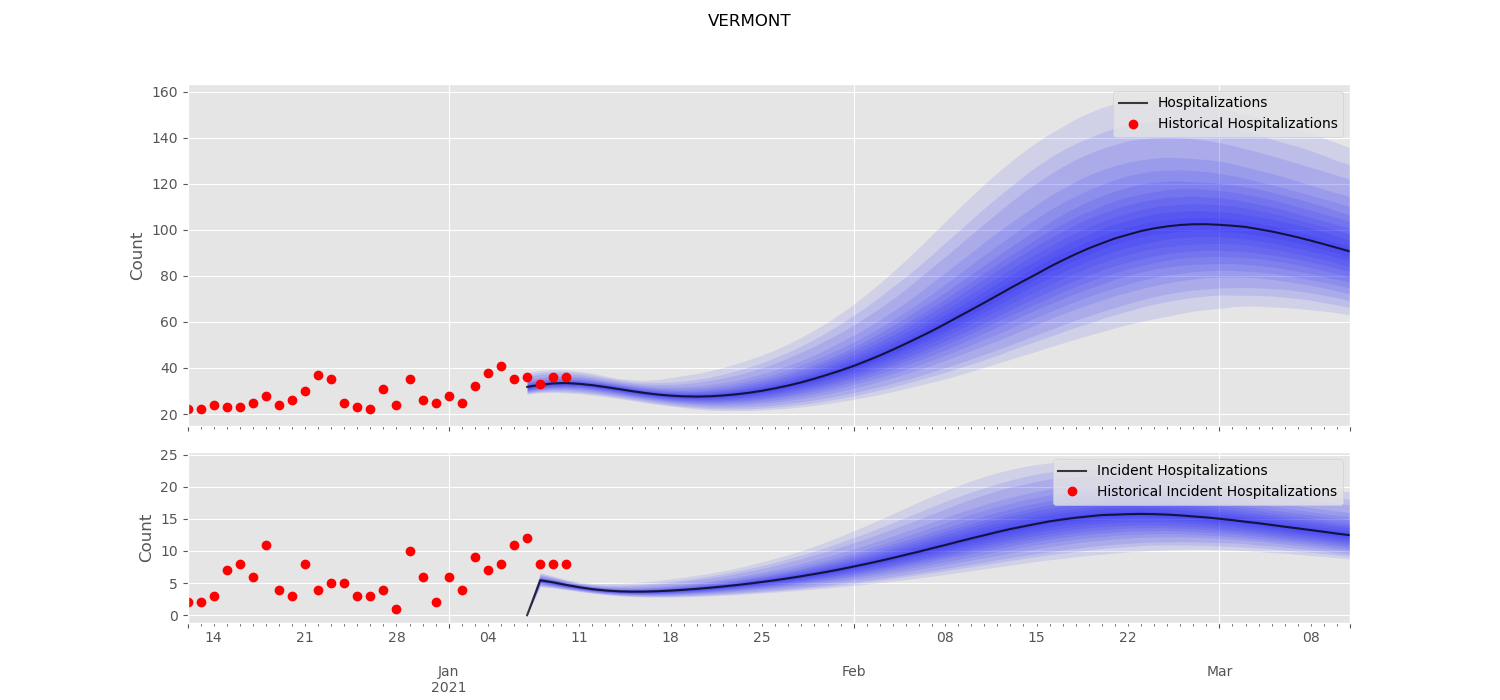 VERMONT
160
140
120
100
80
60
40
20
Count
Hospitalizations
Historical Hospitalizations
25
20
15
10
5
0
Count
Incident Hospitalizations
Historical Incident Hospitalizations
14 21 28 04 11 18 25 08 15 22 08
Jan Feb Mar
2021